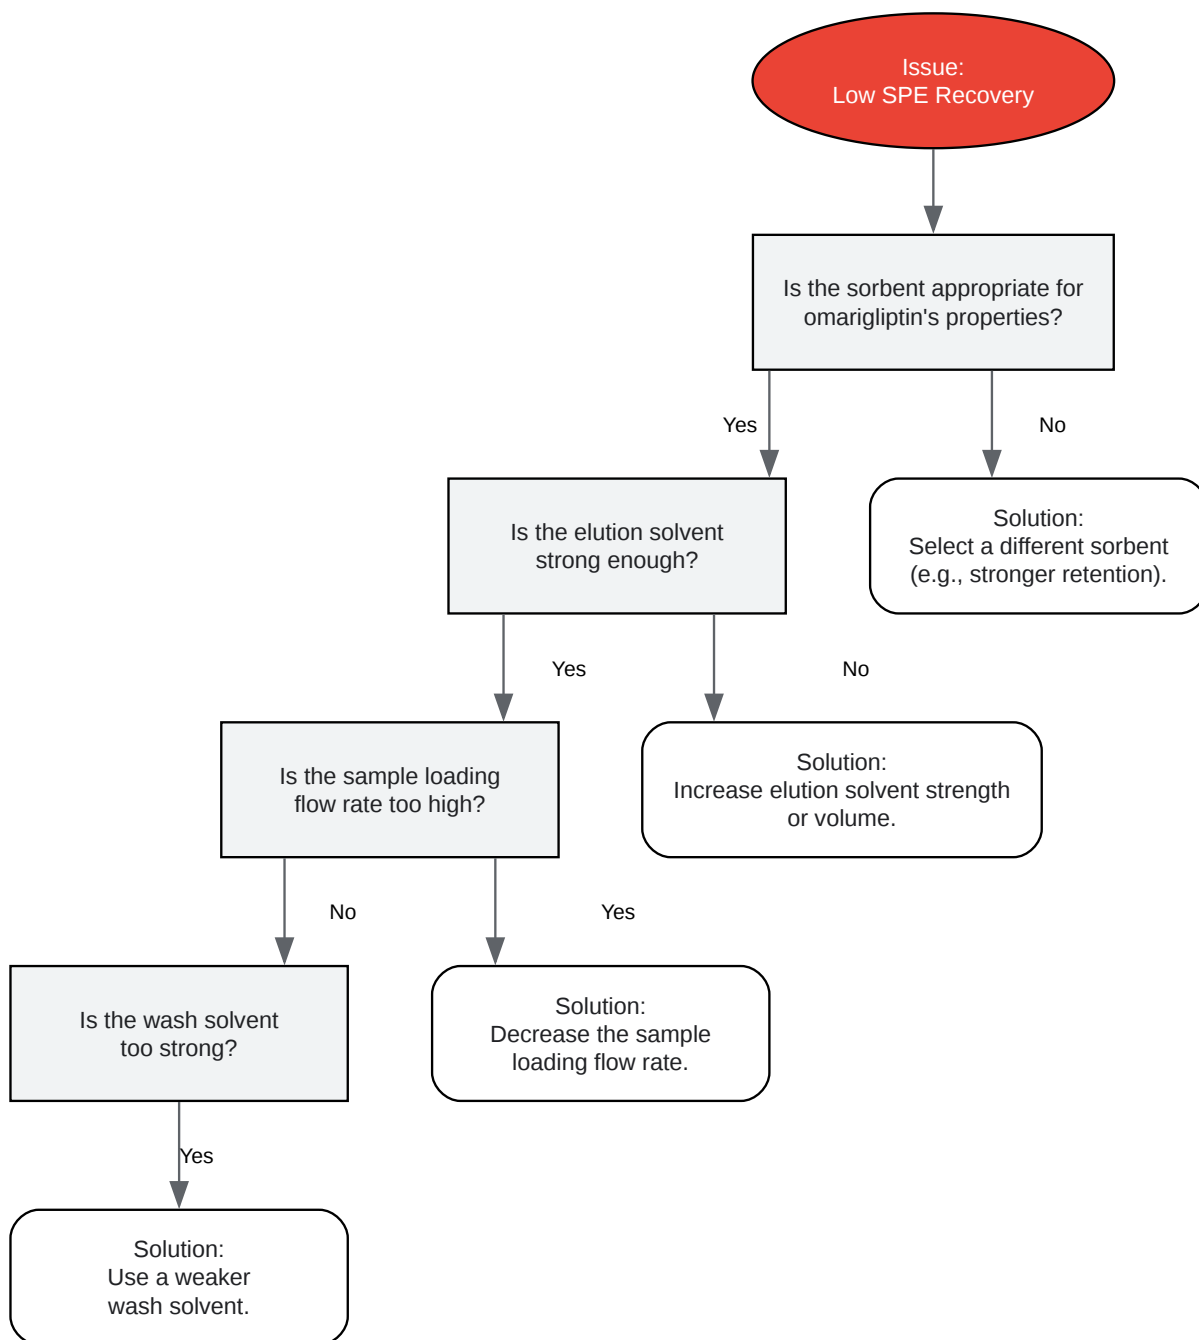 Issue:
Low SPE Recovery
Is the sorbent appropriate for
omarigliptin's properties?
Yes
No
Is the elution solvent
strong enough?
Solution:
Select a different sorbent
(e.g., stronger retention).
Yes
No
Is the sample loading
flow rate too high?
Solution:
Increase elution solvent strength
or volume.
No
Yes
Is the wash solvent
too strong?
Solution:
Decrease the sample
loading flow rate.
Yes
Solution:
Use a weaker
wash solvent.